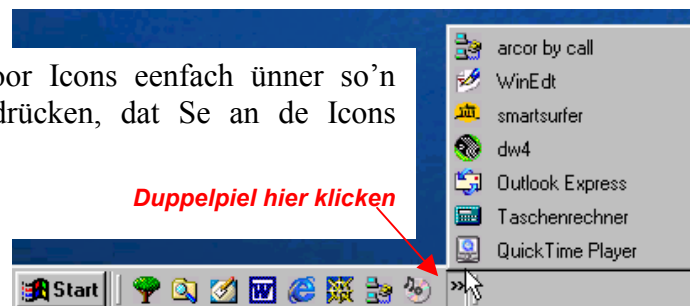 oor Icons eenfach ünner so'n
drücken, dat Se an de Icons
Duppelpiel hier klicken
arcor by call
WinEdt
smartsurfer
dw4
Outlook Express
Taschenrechner
QuickTime Player
Start